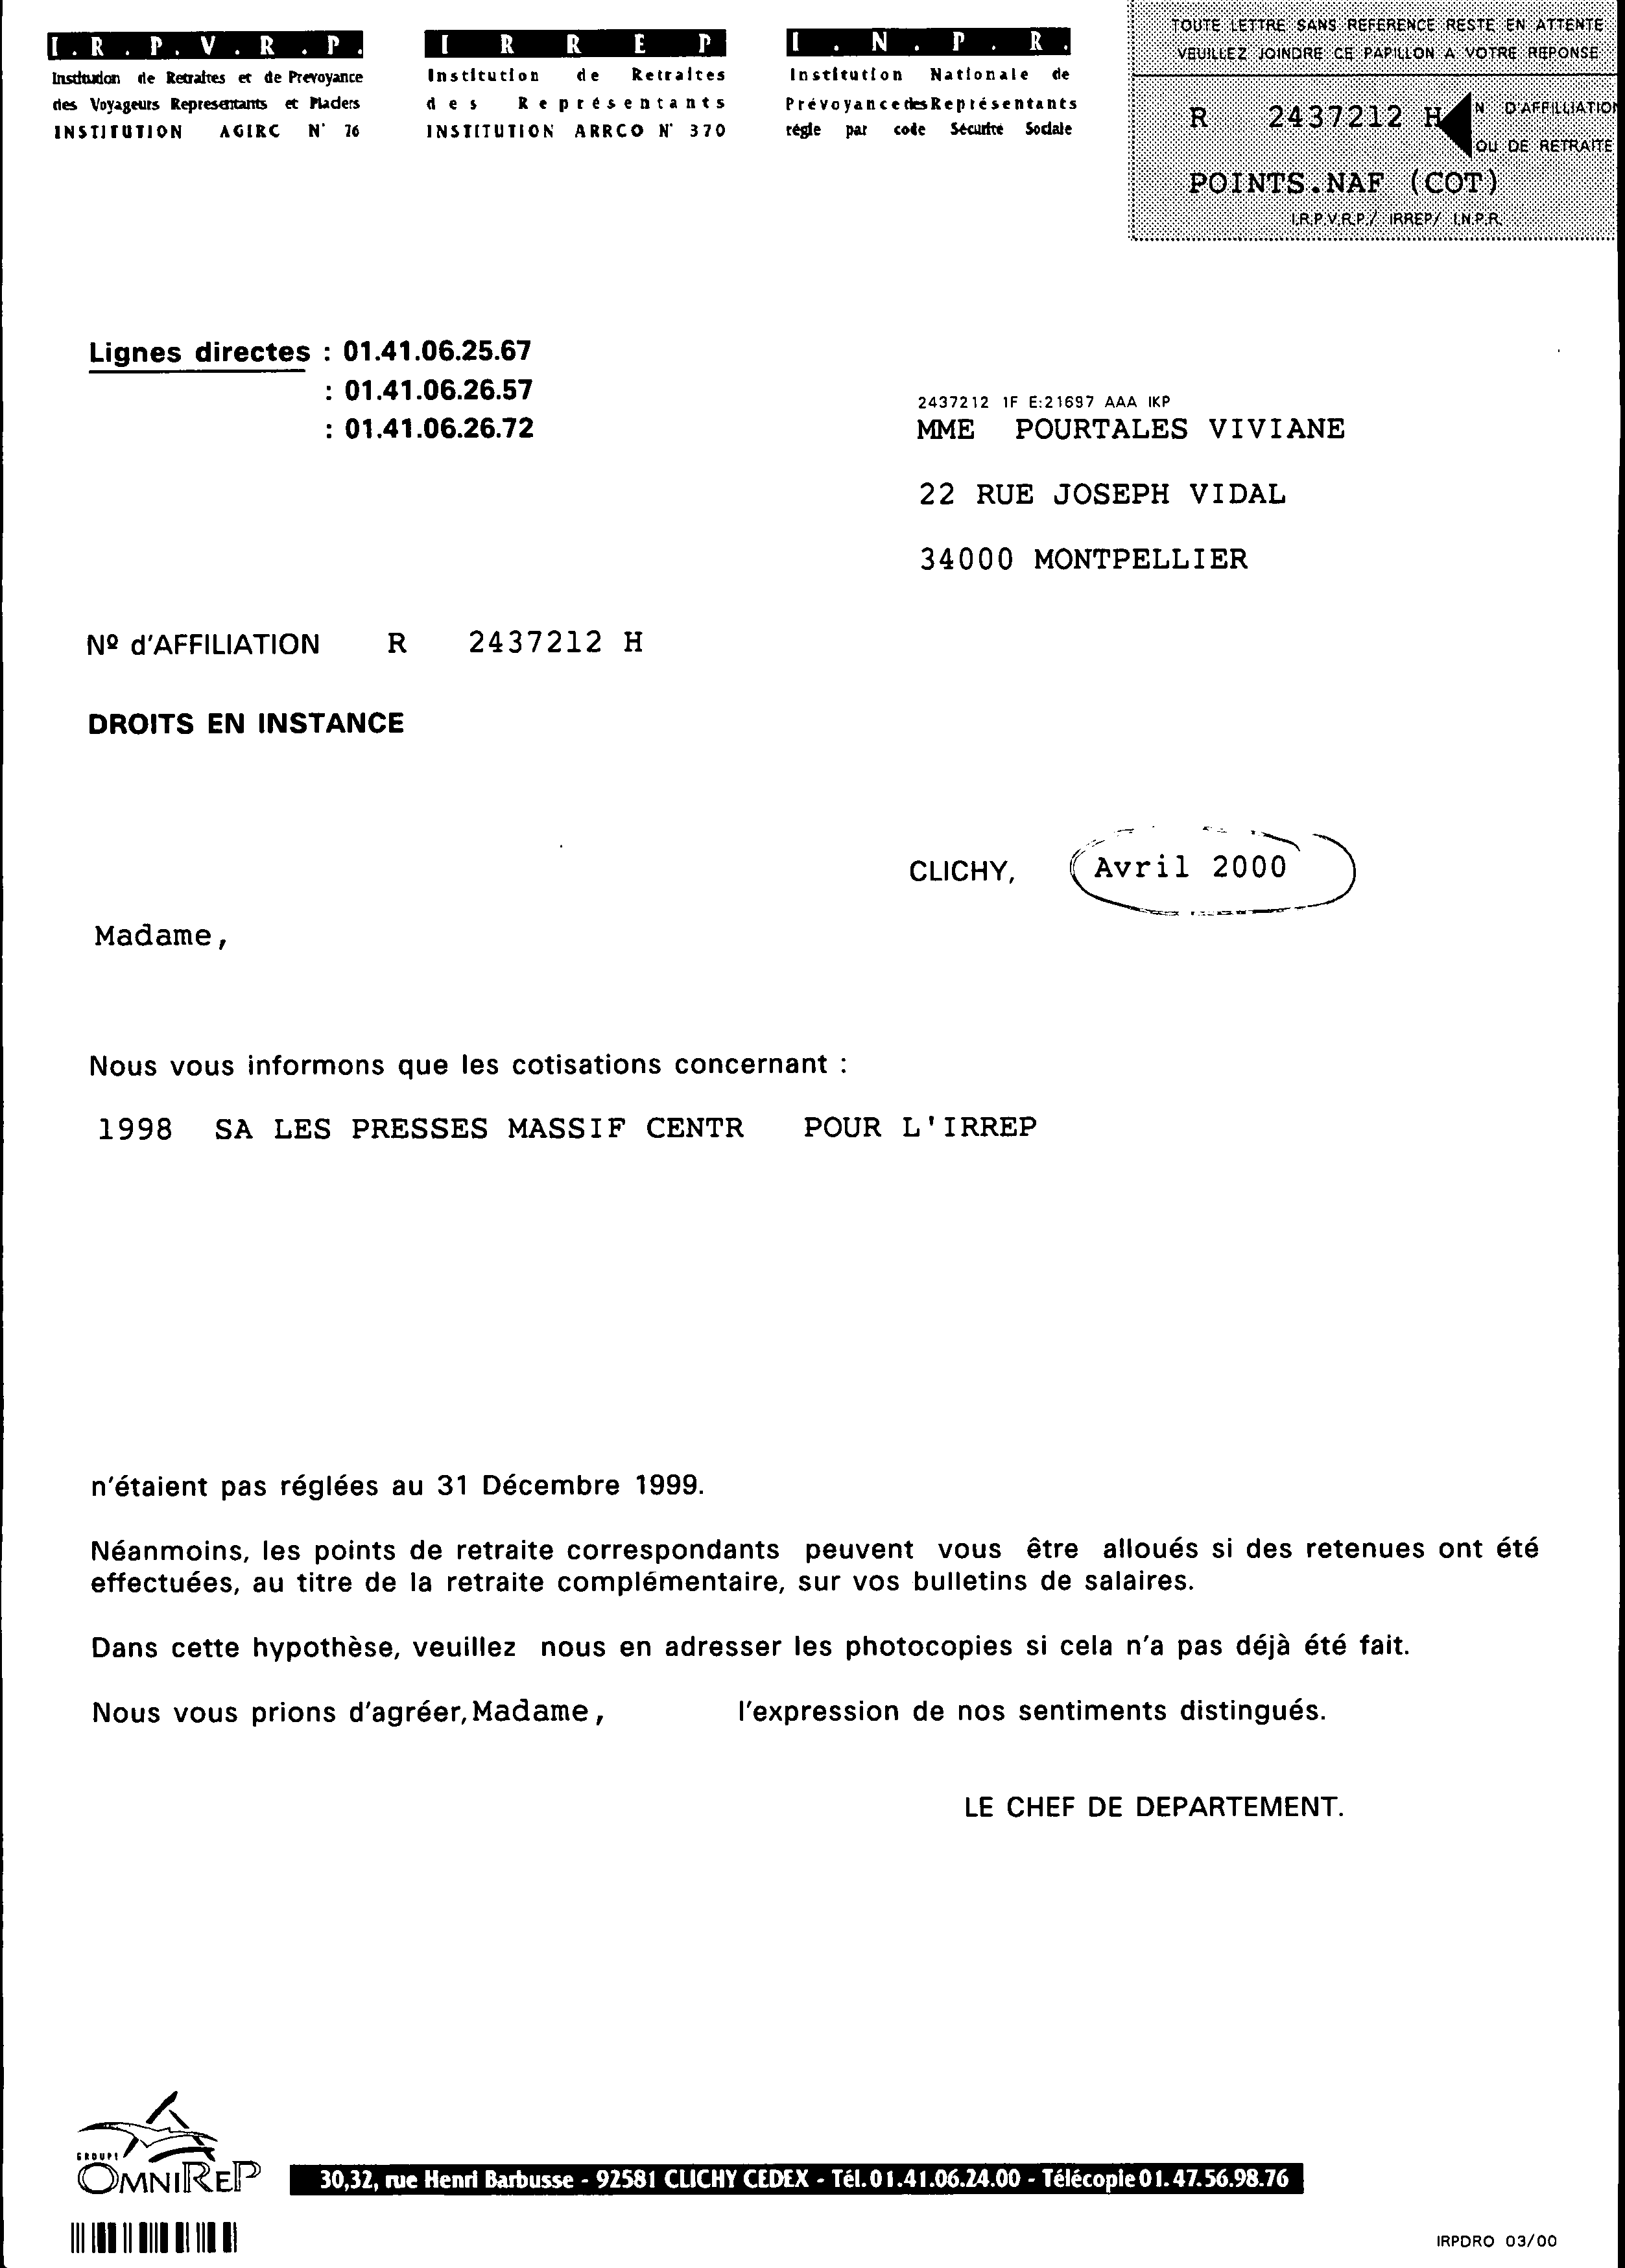 I.R.P.V.R.P.
Institution de Retraites et de Prevoyance
des Voyageurs Representants et Placiers
INSTITUTION AGIRC N° 76
I R R E P
Institution de Retraites
des Représentants
INSTITUTION ARRCO N° 370
I.N.P.R.
Institution Nationale de
Prévoyance des Représentants
régie par code Sécurité Sociale
TOUTE LETTRE SANS REFERENCE RESTE EN ATTENTE
VEUILLEZ JOINDRE CE PAPILLON A VOTRE REPONSE
R 2437212 H
N° D'AFFILLIATION
OU DE RETRAITE
POINTS.NAF (COT)
I.R.P.V.R.P./ IRREP/ I.N.P.R.
Lignes directes : 01.41.06.25.67
: 01.41.06.26.57
: 01.41.06.26.72
2437212 1F E:21697 AAA IKP
MME POURTALES VIVIANE
22 RUE JOSEPH VIDAL
34000 MONTPELLIER
Nº d'AFFILIATION R 2437212 H
DROITS EN INSTANCE
CLICHY, Avril 2000
Madame,
Nous vous informons que les cotisations concernant :
1998 SA LES PRESSES MASSIF CENTR POUR L'IRREP
n'étaient pas réglées au 31 Décembre 1999.
Néanmoins, les points de retraite correspondants peuvent vous être alloués si des retenues ont été
effectuées, au titre de la retraite complémentaire, sur vos bulletins de salaires.
Dans cette hypothèse, veuillez nous en adresser les photocopies si cela n'a pas déjà été fait.
Nous vous prions d'agréer, Madame, l'expression de nos sentiments distingués.
LE CHEF DE DEPARTEMENT.
GROUPE
OMNIREP
30,32, rue Henri Barbusse - 92581 CLICHY CEDEX - Tél. 01.41.06.24.00 - Télécopie 01.47.56.98.76
IRPDRO 03/00